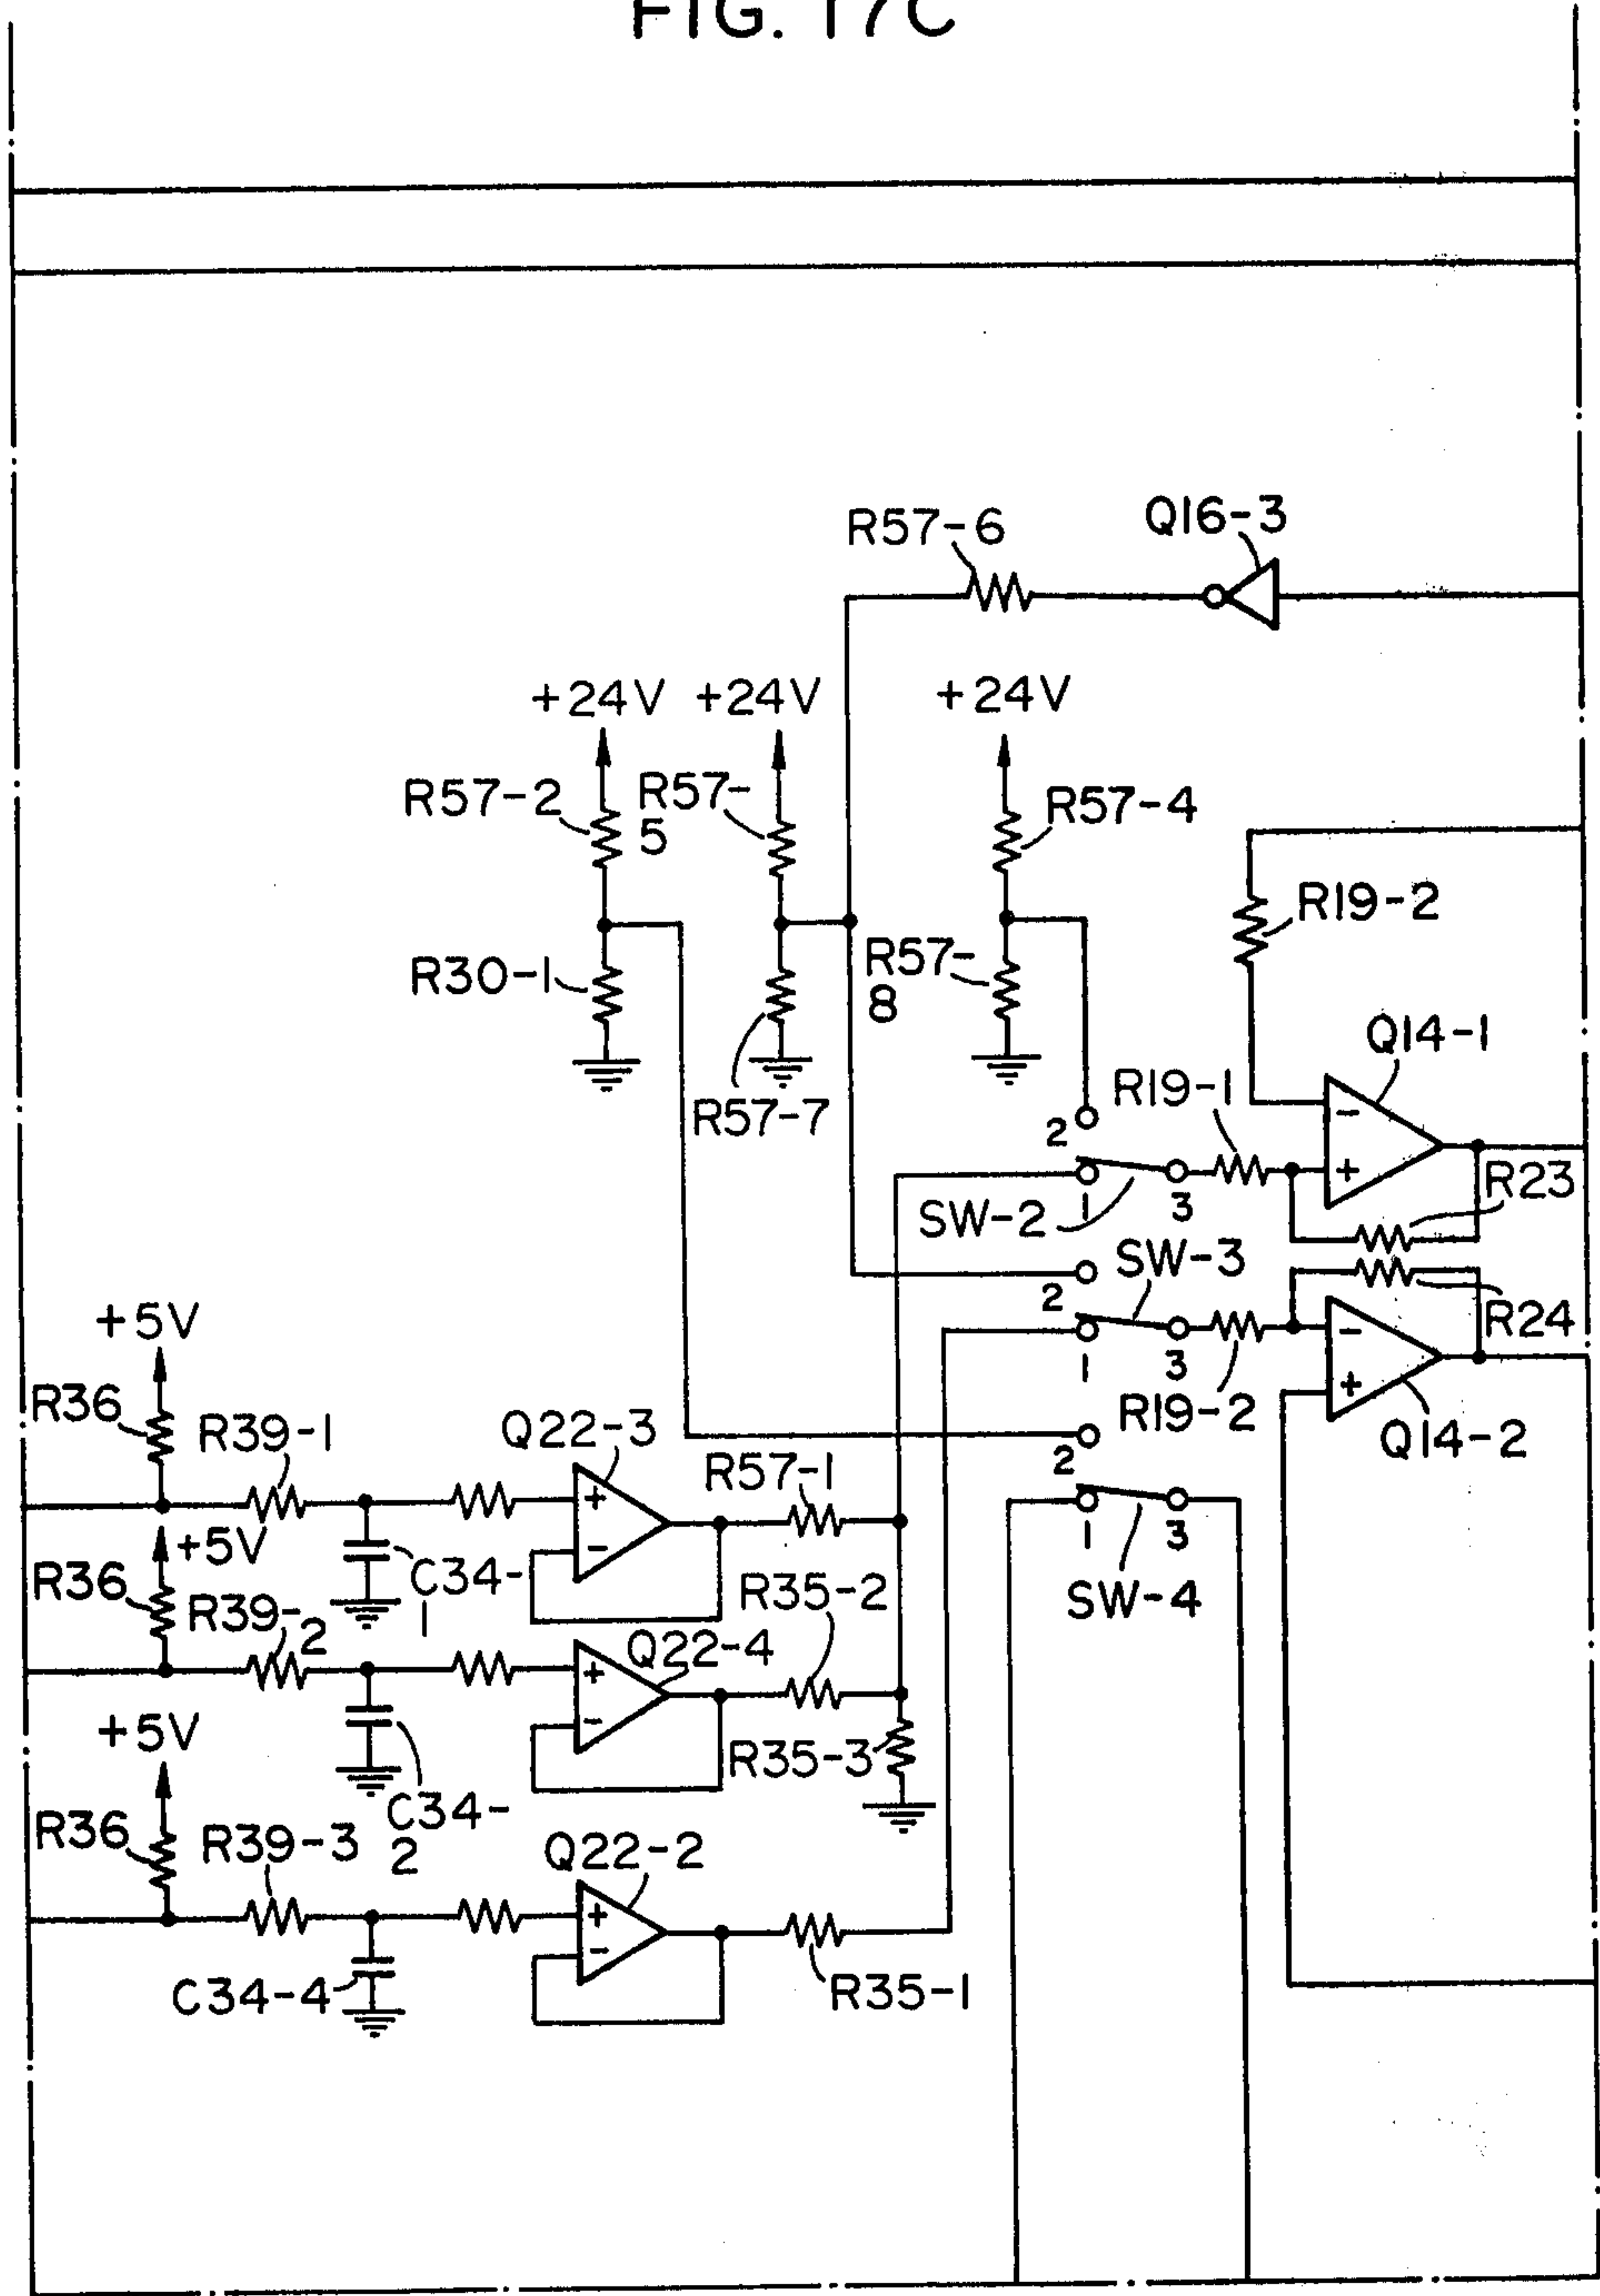 FIG. 17C
R57-6
Q16-3
+24V
+24V
+24V
R57-2
R57-
5
R57-4
R19-2
R30-1
R57-
8
Q14-1
R57-7
R19-1
2
-
+
R23
SW-2
1
3
SW-3
2
R24
+5V
-
+
1
3
R36
R39-1
Q22-3
R19-2
Q14-2
R57-1
2
+
-
+5V
C34-
1
1
3
R36
R39-
2
R35-2
SW-4
Q22-4
+
-
+5V
R35-3
C34-
2
R36
R39-3
Q22-2
+
-
C34-4
R35-1